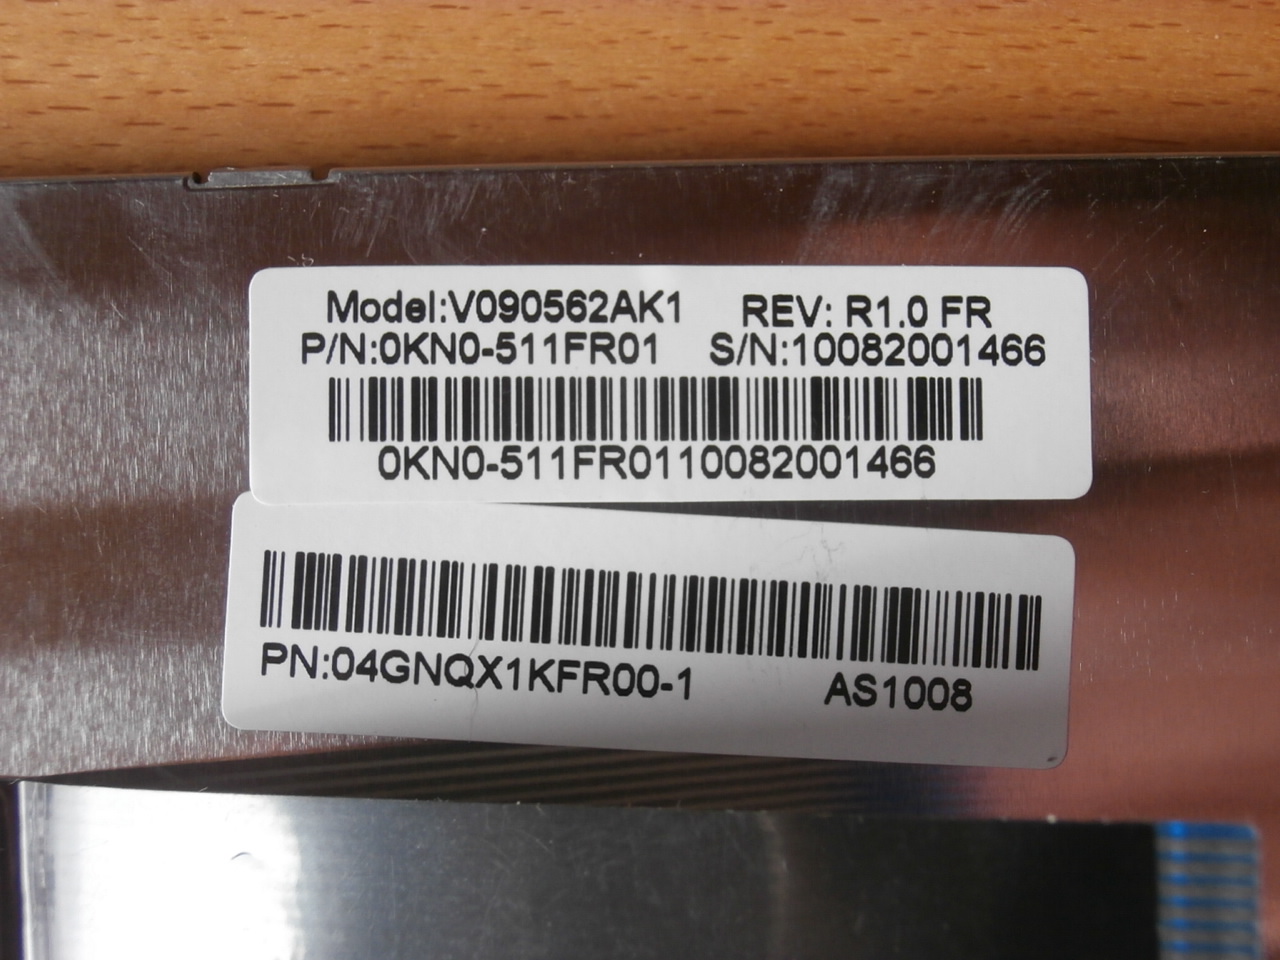 Model:V090562AK1 REV: R1.0 FR
P/N:0KN0-511FR01 S/N:10082001466
0KN0-511FR0110082001466
PN:04GNQX1KFR00-1 AS1008